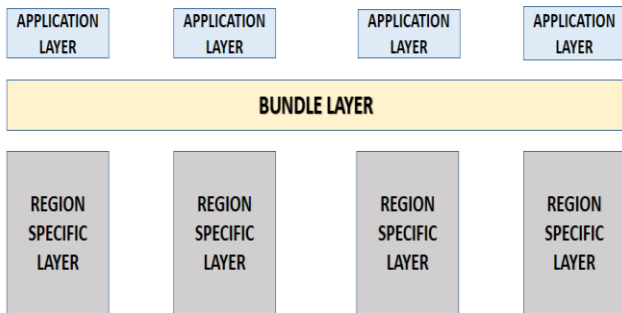 APPLICATION
LAYER
APPLICATION
LAYER
APPLICATION
LAYER
APPLICATION
LAYER
BUNDLE LAYER
REGION
SPECIFIC
LAYER
REGION
SPECIFIC
LAYER
REGION
SPECIFIC
LAYER
REGION
SPECIFIC
LAYER